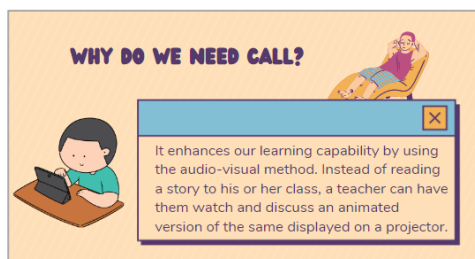 WHY DO WE NEED CALL?
It enhances our learning capability by using
the audio-visual method. Instead of reading
a story to his or her class, a teacher can have
them watch and discuss an animated
version of the same displayed on a projector.